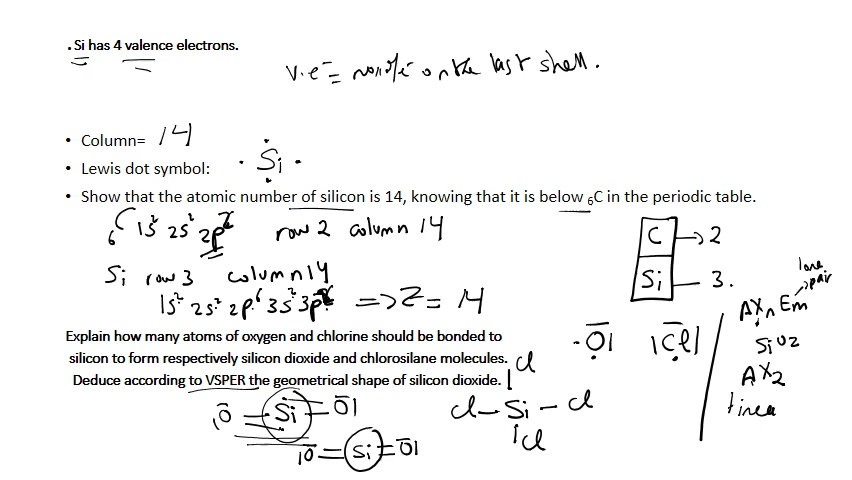 . Si has 4 valence electrons.
v.e⁻ = no of é on the last shell.
• Column= 14
• Lewis dot symbol: · Si ·
• Show that the atomic number of silicon is 14, knowing that it is below ₆C in the periodic table.
₆C 1s² 2s² 2p² row 2 column 14
C → 2
Si row 3 column 14
Si — 3.
lone pair
1s² 2s² 2p⁶ 3s² 3p² => Z = 14
AXn Em
Explain how many atoms of oxygen and chlorine should be bonded to
silicon to form respectively silicon dioxide and chlorosilane molecules.
Deduce according to VSPER the geometrical shape of silicon dioxide.
·O| |Cl|
SiO2
AX2
linea
Cl
|O = Si = O| Cl – Si – Cl
Cl
|O = Si = O|